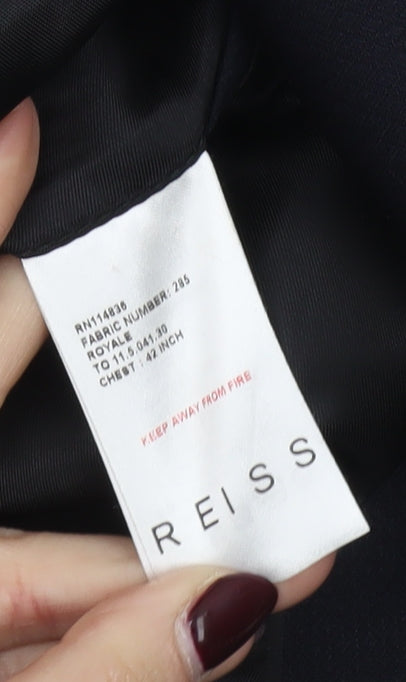 RN114836
FABRIC NUMBER: 285
ROYALE
TO 11.5.041.30
CHEST : 42 INCH
KEEP AWAY FROM FIRE
REISS